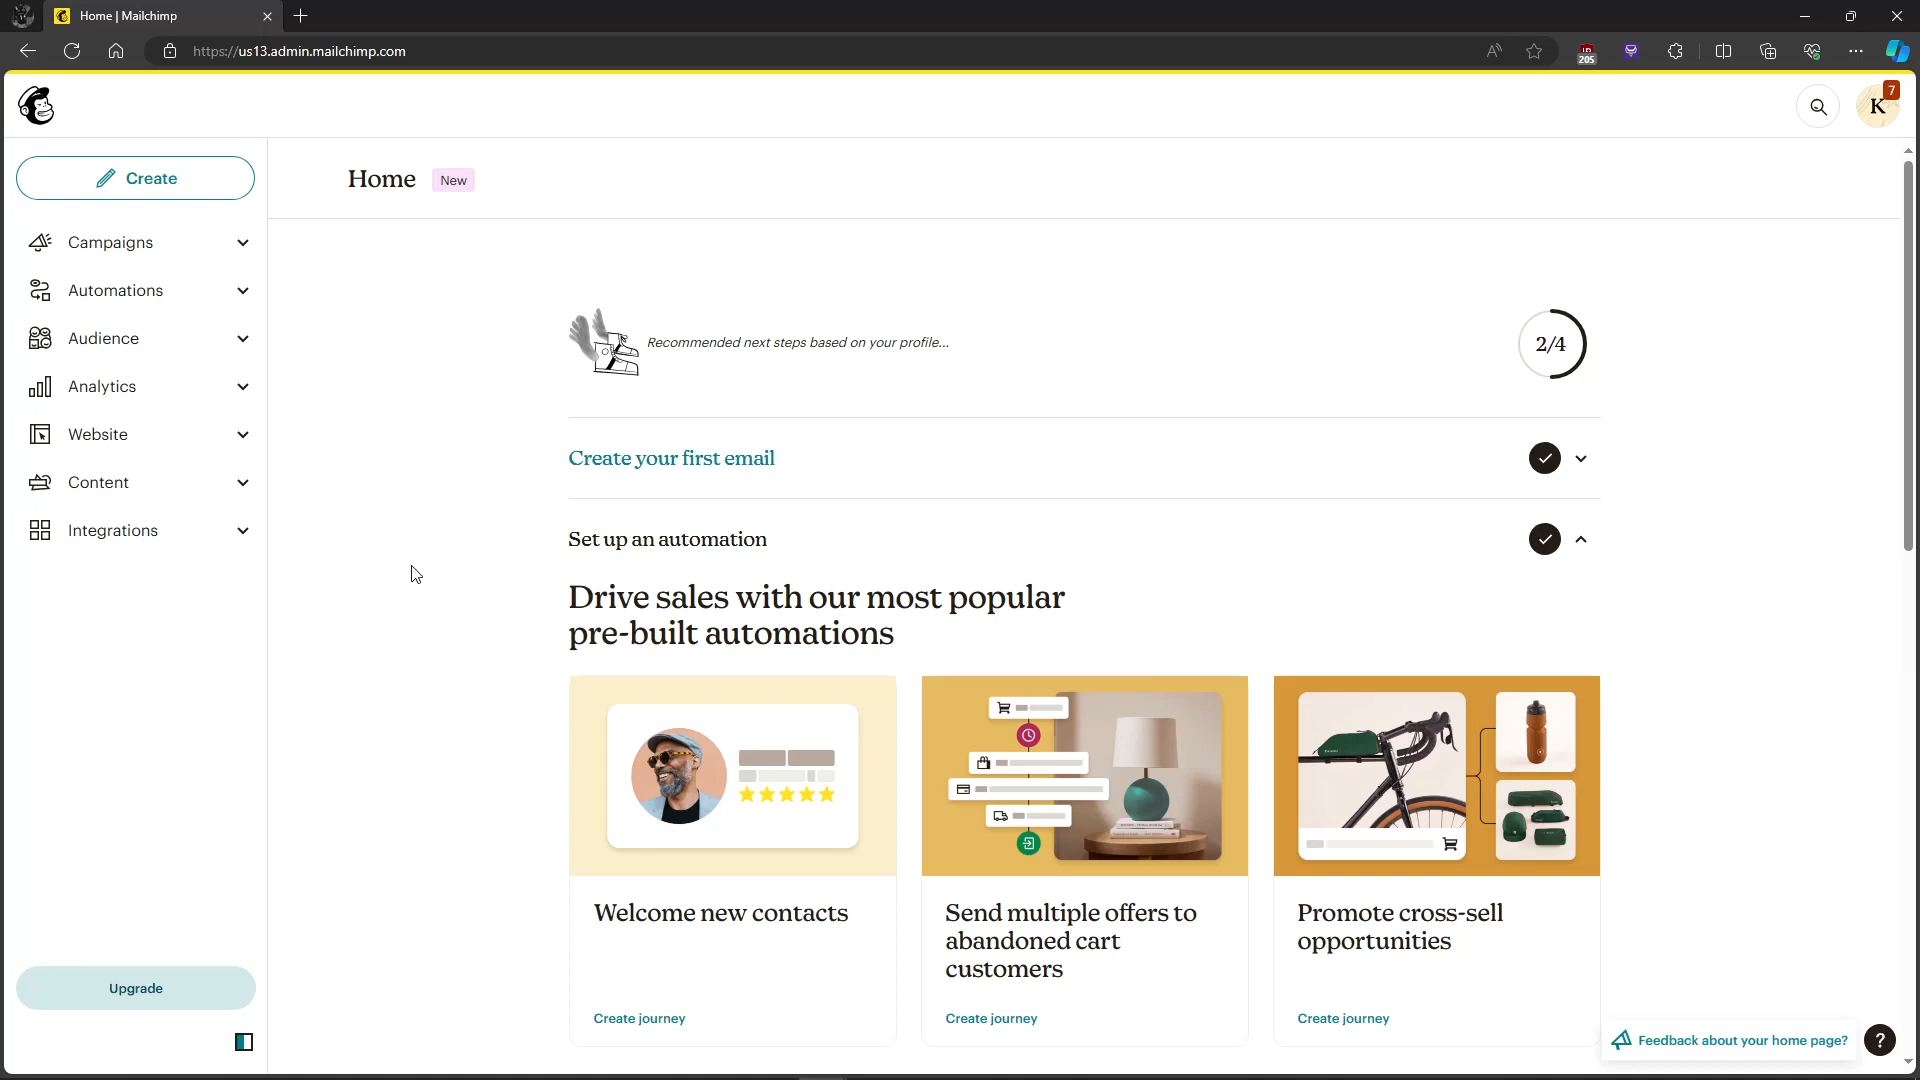 Home | Mailchimp
https://us13.admin.mailchimp.com
205
K
7
Create
Home
New
Campaigns
Automations
Audience
Analytics
Website
Content
Integrations
Recommended next steps based on your profile...
2/4
Create your first email
Set up an automation
Drive sales with our most popular
pre-built automations
Welcome new contacts
Create journey
Send multiple offers to
abandoned cart
customers
Create journey
Promote cross-sell
opportunities
Create journey
Upgrade
Feedback about your home page?
?